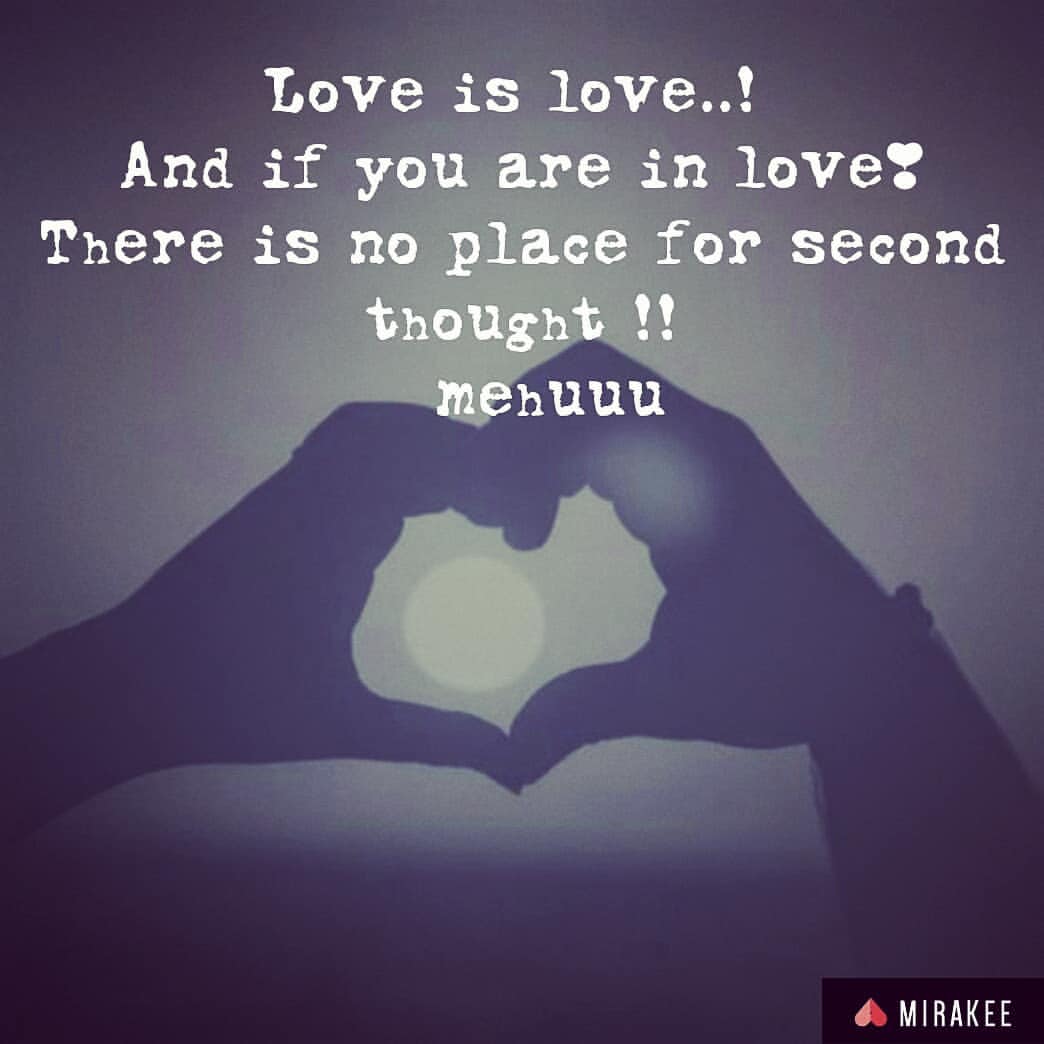 Love is love..!
And if you are in love❣
There is no place for second
thought !!
mehuuu
MIRAKEE